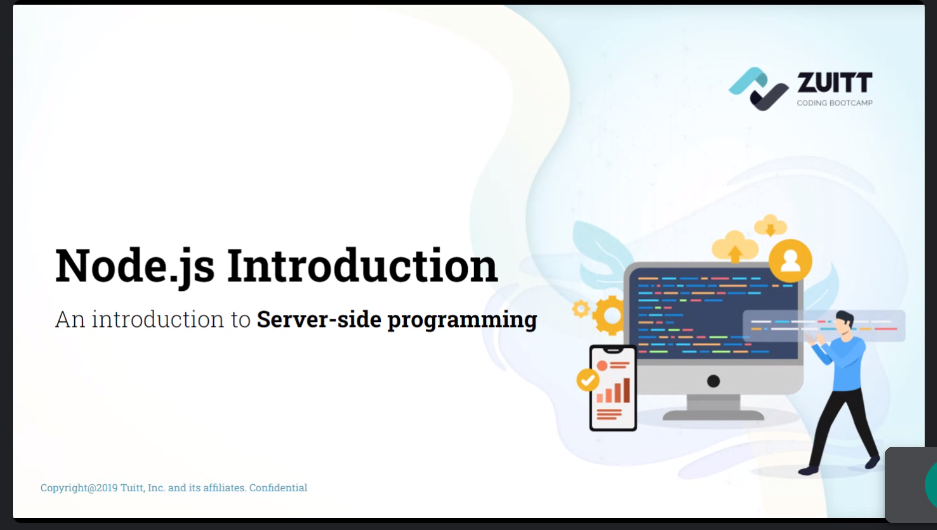 ZUITT
CODING BOOTCAMP
Node.js Introduction
An introduction to Server-side programming
Copyright@2019 Tuitt, Inc. and its affiliates. Confidential